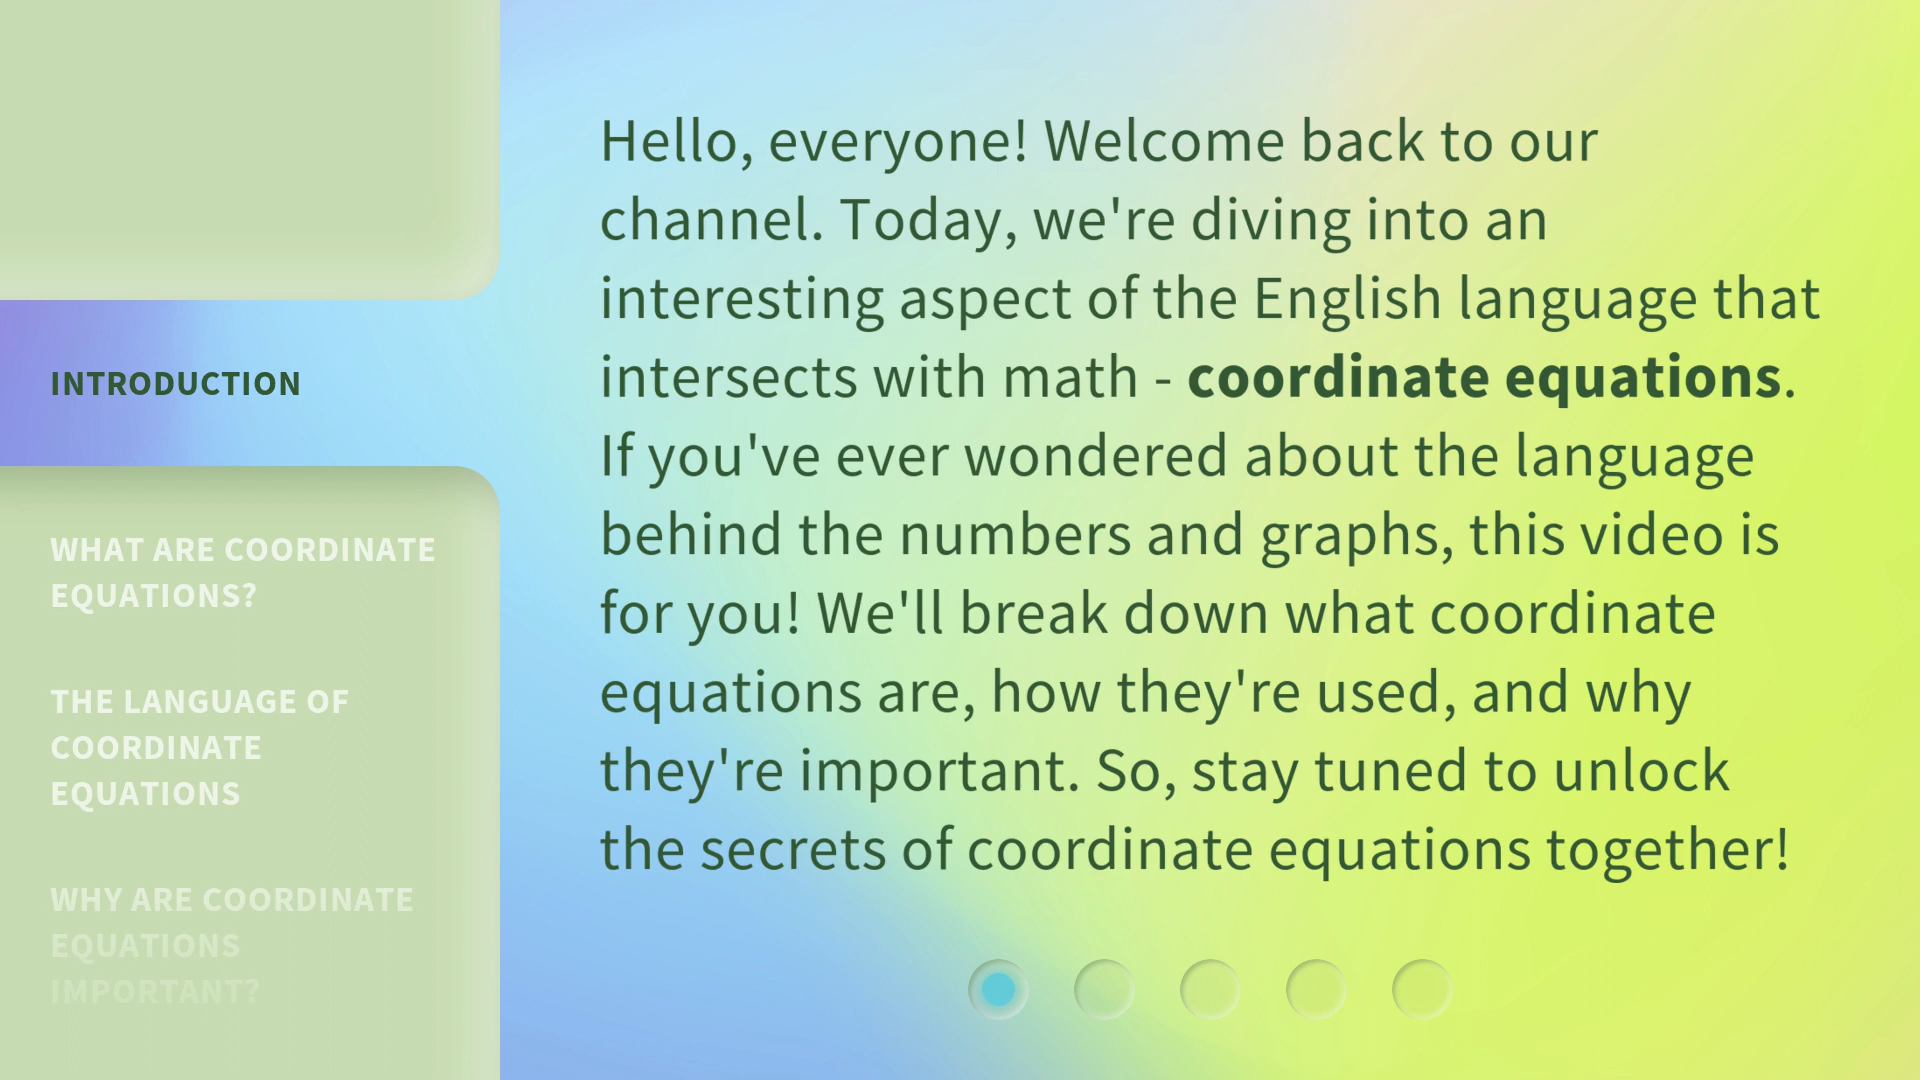 INTRODUCTION
WHAT ARE COORDINATE
EQUATIONS?
THE LANGUAGE OF
COORDINATE
EQUATIONS
WHY ARE COORDINATE
EQUATIONS
IMPORTANT?
Hello, everyone! Welcome back to our
channel. Today, we're diving into an
interesting aspect of the English language that
intersects with math - coordinate equations.
If you've ever wondered about the language
behind the numbers and graphs, this video is
for you! We'll break down what coordinate
equations are, how they're used, and why
they're important. So, stay tuned to unlock
the secrets of coordinate equations together!